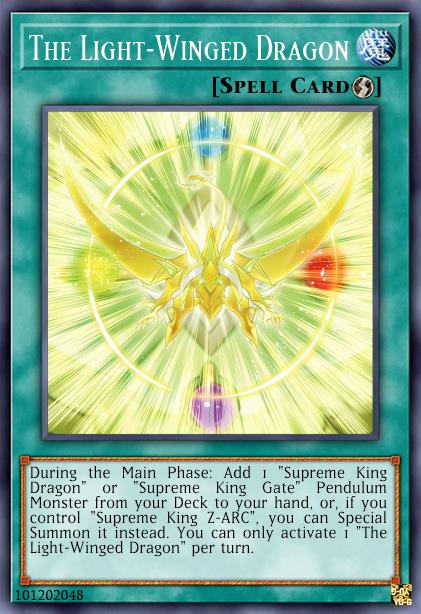 The Light-Winged Dragon
魔
[Spell Card]
During the Main Phase: Add 1 "Supreme King
Dragon" or "Supreme King Gate" Pendulum
Monster from your Deck to your hand, or, if you
control "Supreme King Z-ARC", you can Special
Summon it instead. You can only activate 1 "The
Light-Winged Dragon" per turn.
101202048